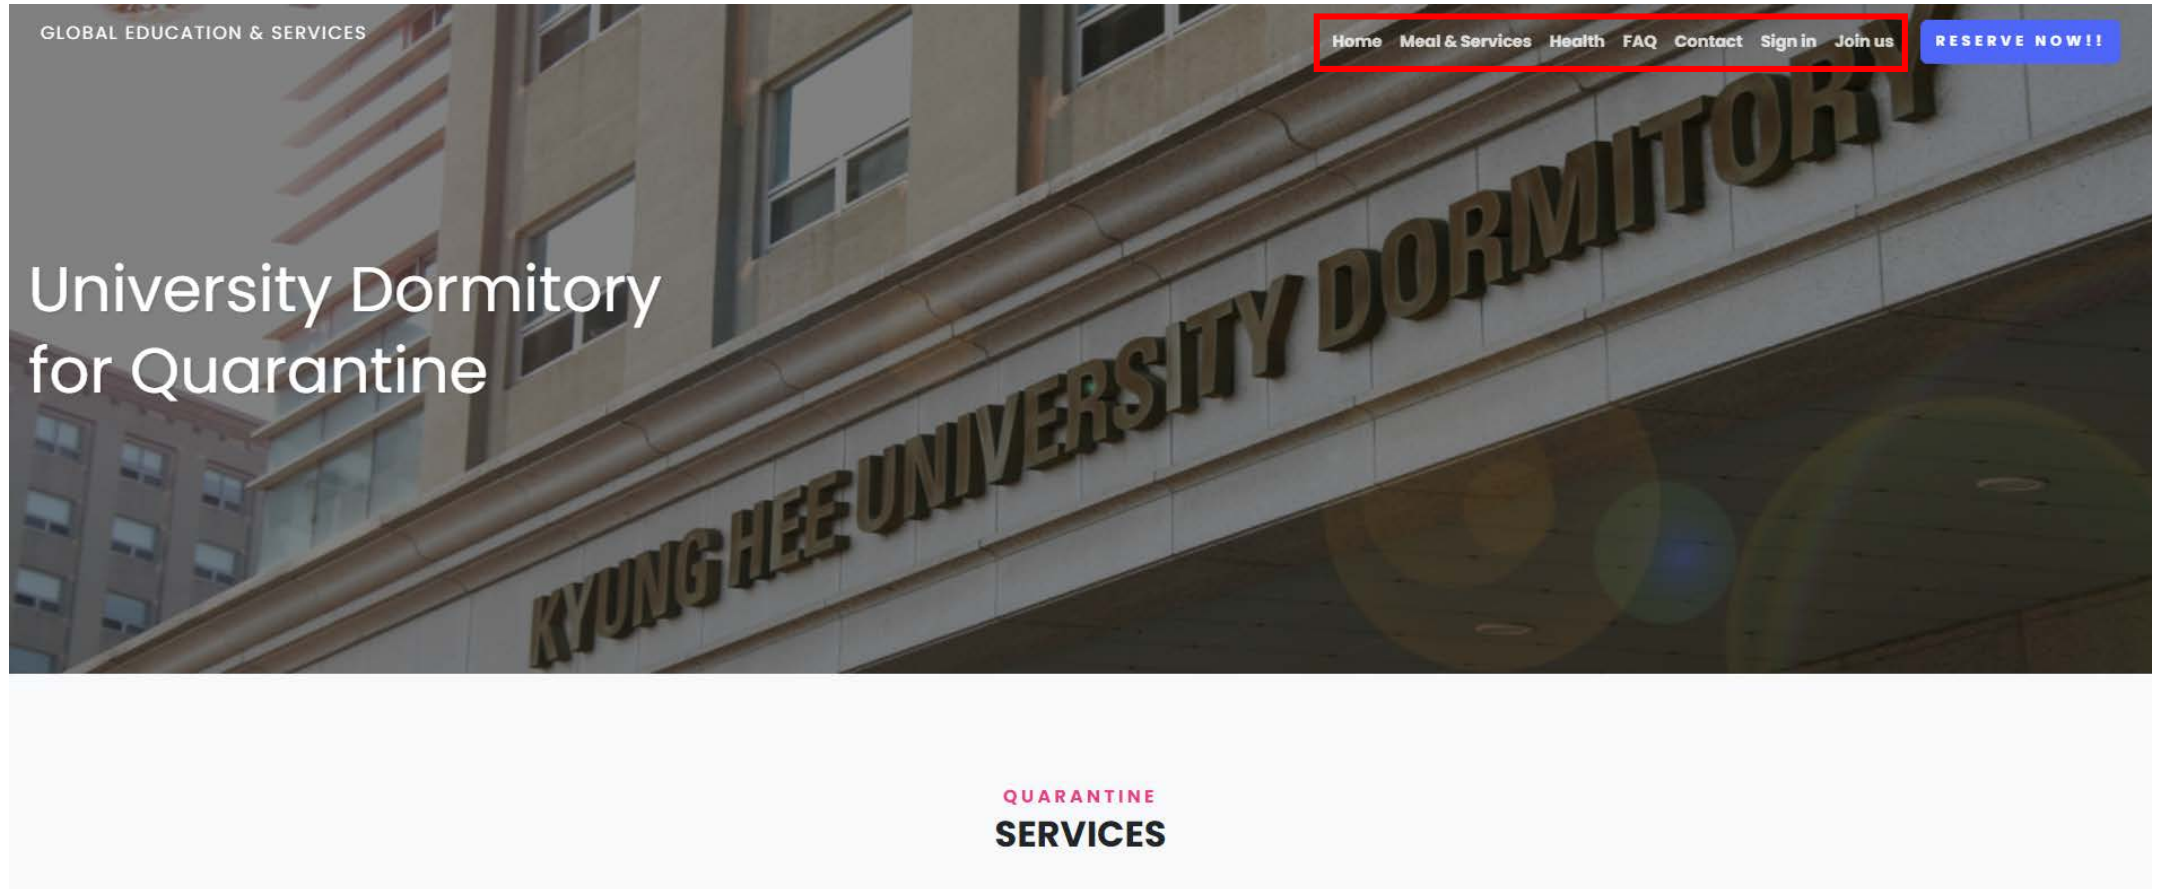 GLOBAL EDUCATION & SERVICES
Home Meal & Services Health FAQ Contact Sign in Join us RESERVE NOW!!
University Dormitory
for Quarantine
KYUNG HEE UNIVERSITY DORMITORY
QUARANTINE
SERVICES